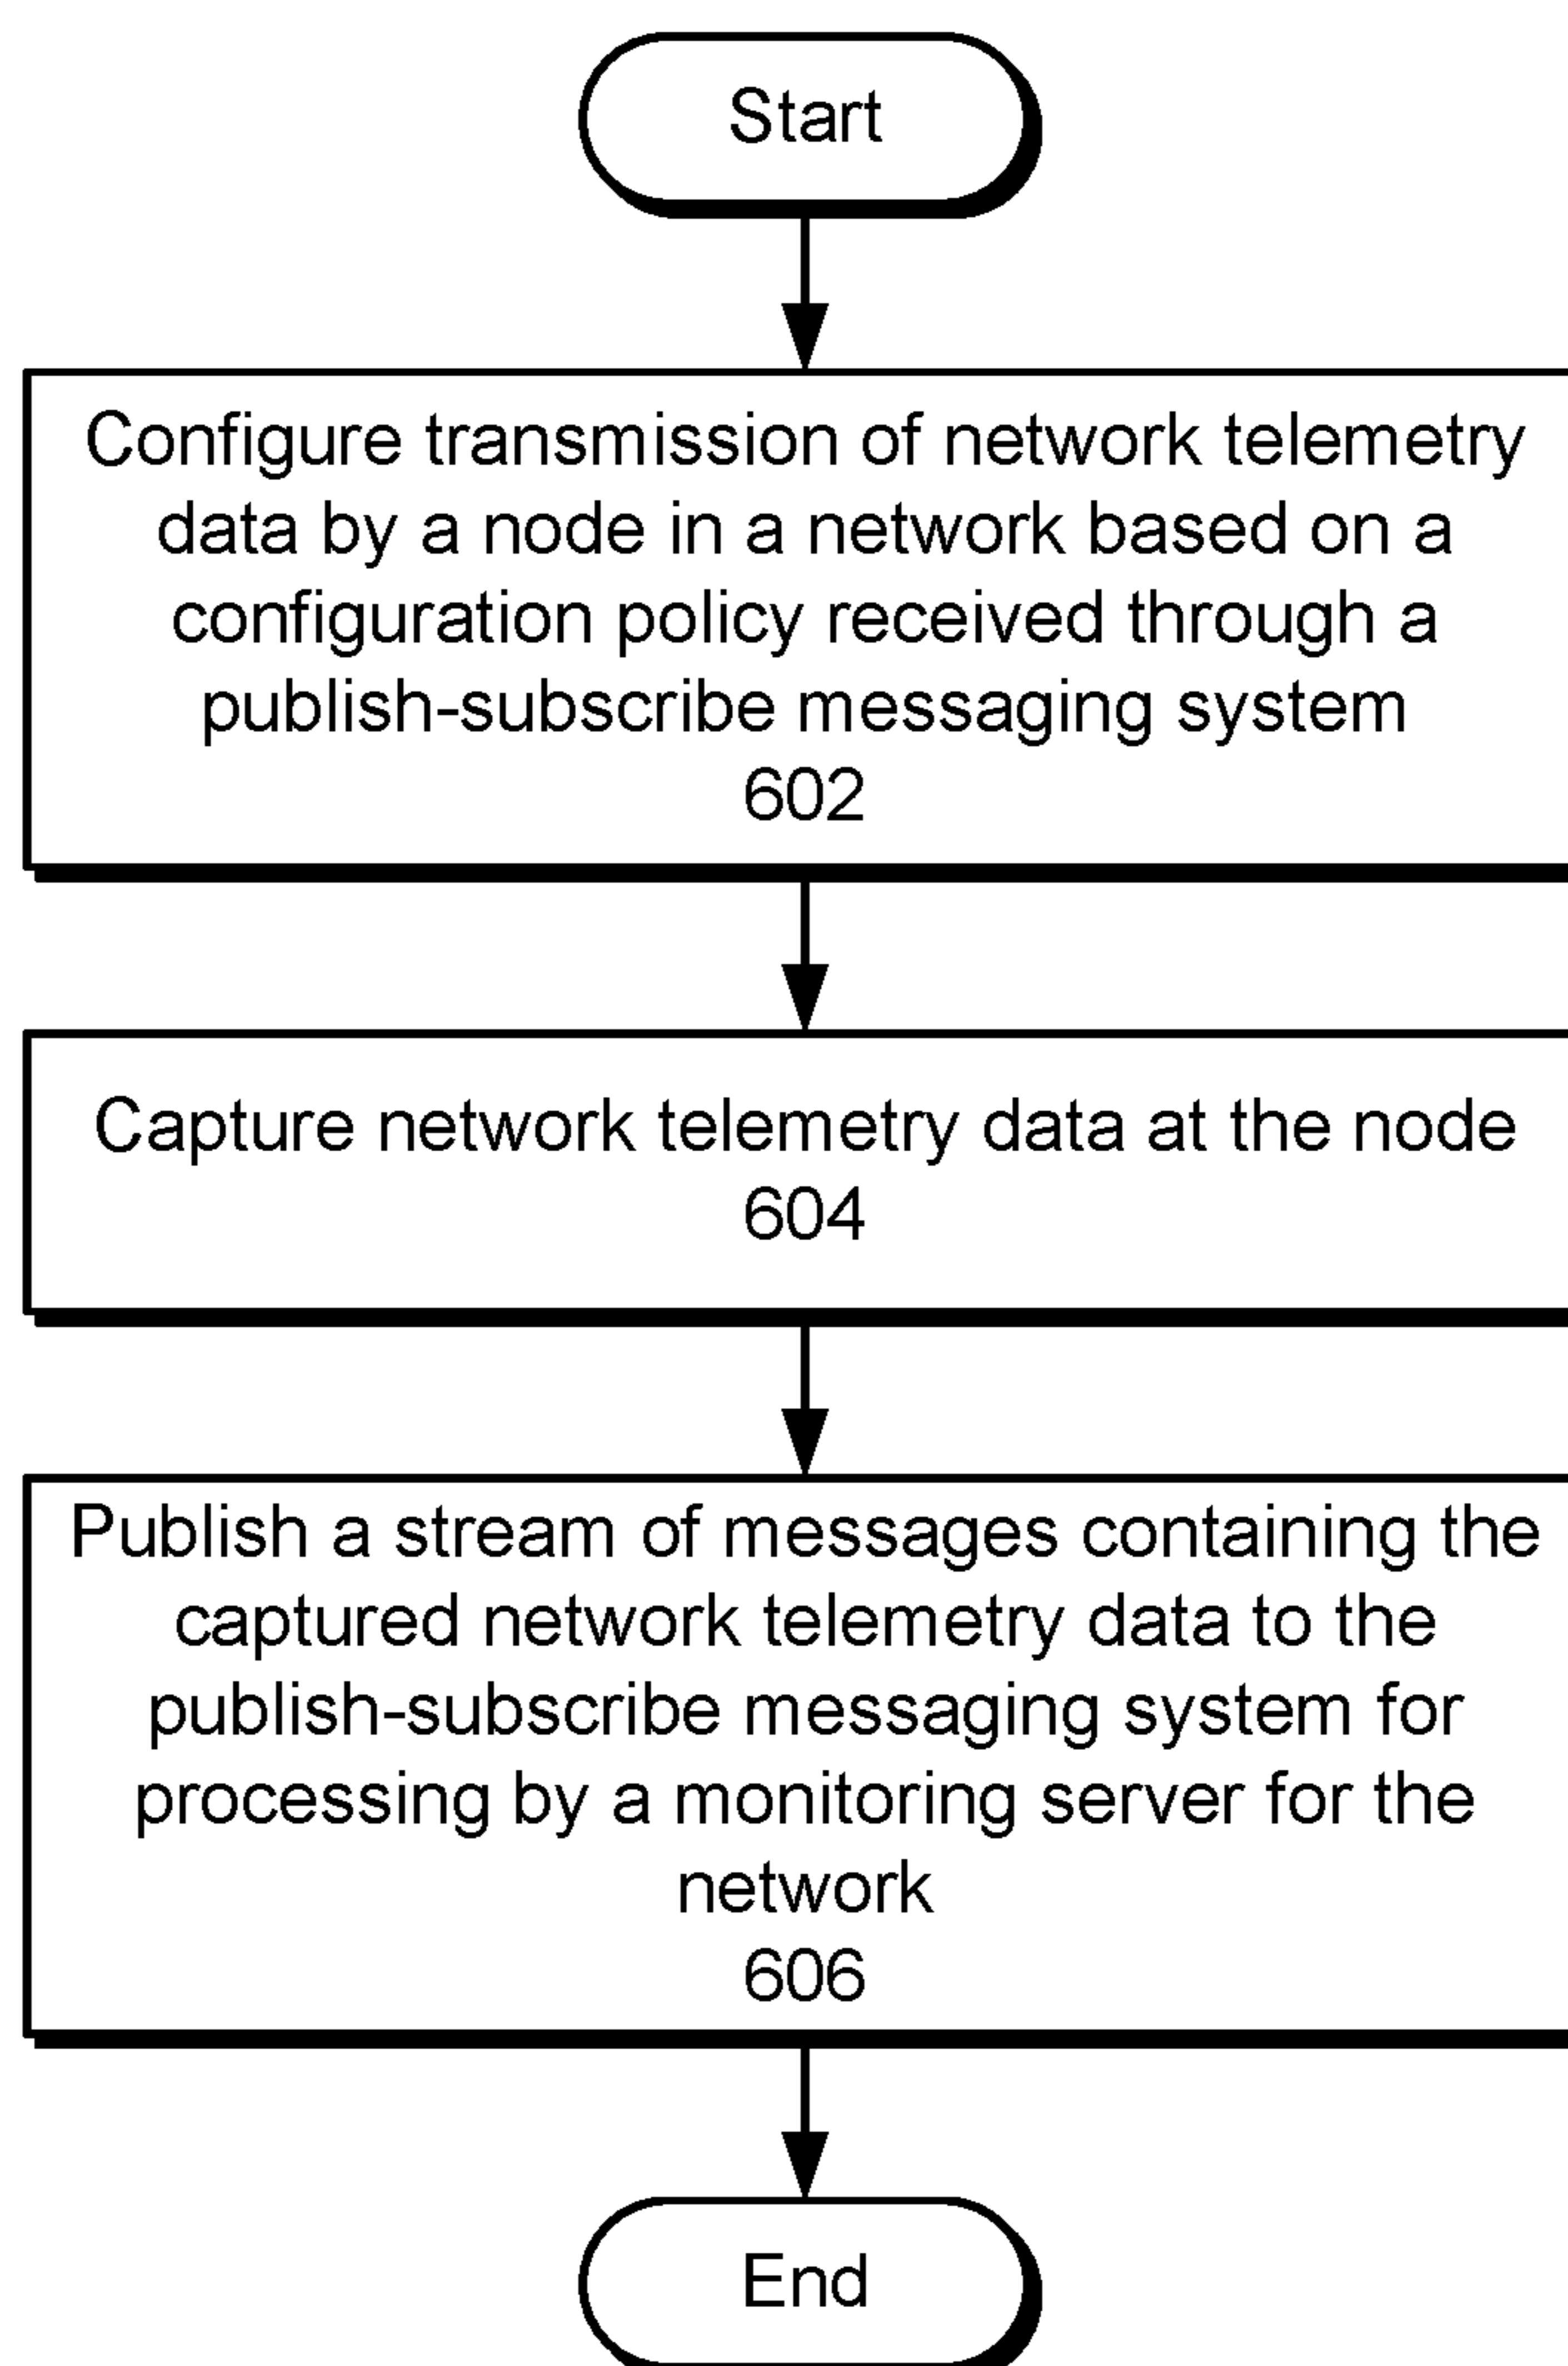 Start
Configure transmission of network telemetry
data by a node in a network based on a
configuration policy received through a
publish-subscribe messaging system
602
Capture network telemetry data at the node
604
Publish a stream of messages containing the
captured network telemetry data to the
publish-subscribe messaging system for
processing by a monitoring server for the
network
606
End